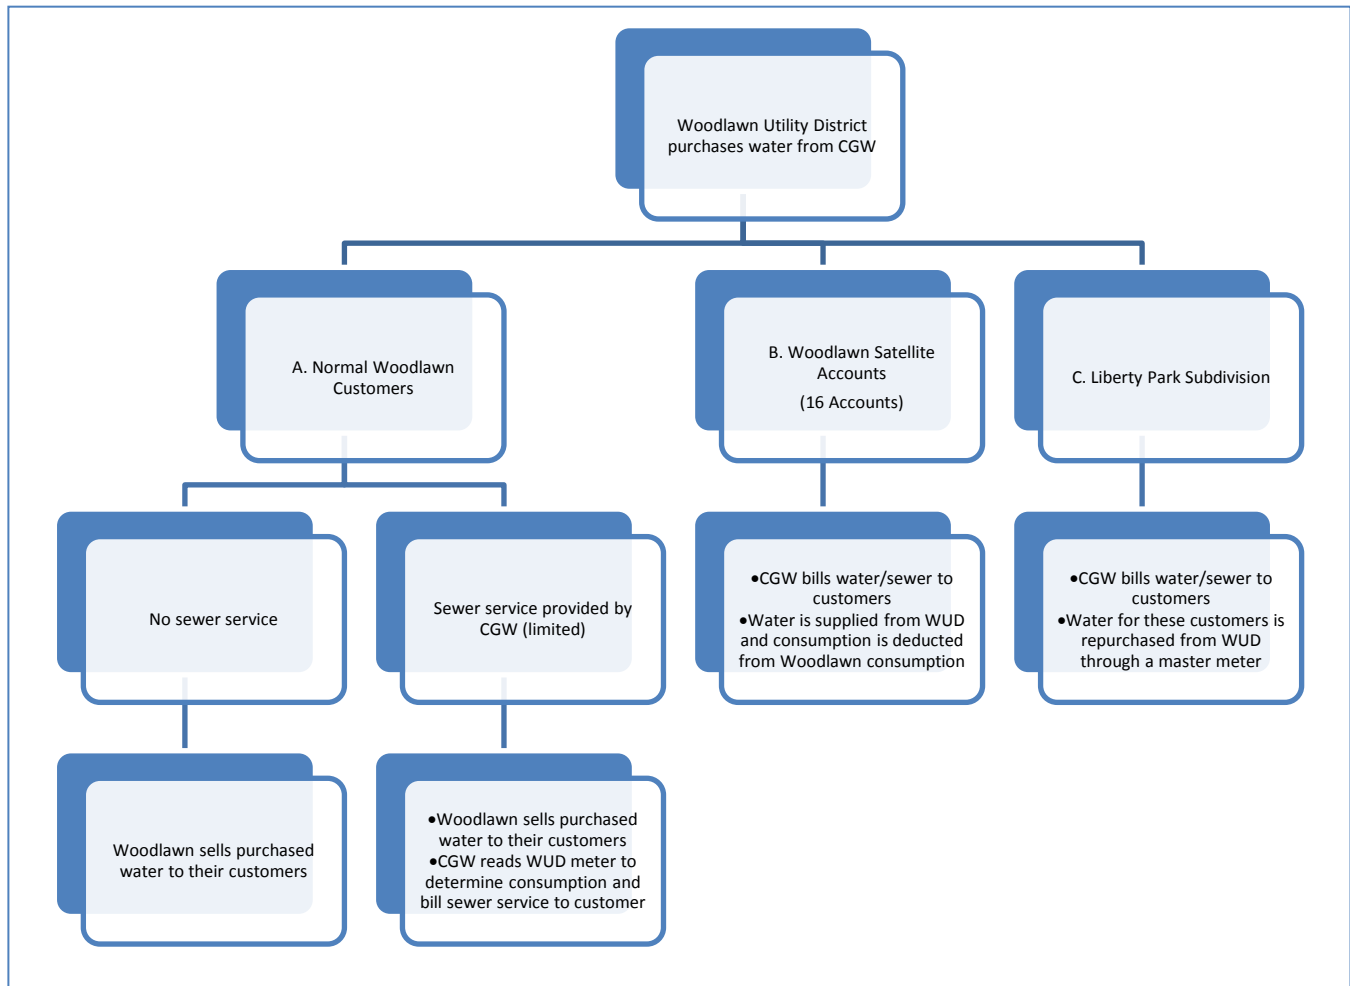 Woodlawn Utility District
purchases water from CGW
A. Normal Woodlawn
Customers
B. Woodlawn Satellite
Accounts
(16 Accounts)
C. Liberty Park Subdivision
No sewer service
Sewer service provided by
CGW (limited)
•CGW bills water/sewer to
customers
•Water is supplied from WUD
and consumption is deducted
from Woodlawn consumption
•CGW bills water/sewer to
customers
•Water for these customers is
repurchased from WUD
through a master meter
Woodlawn sells purchased
water to their customers
•Woodlawn sells purchased
water to their customers
•CGW reads WUD meter to
determine consumption and
bill sewer service to customer